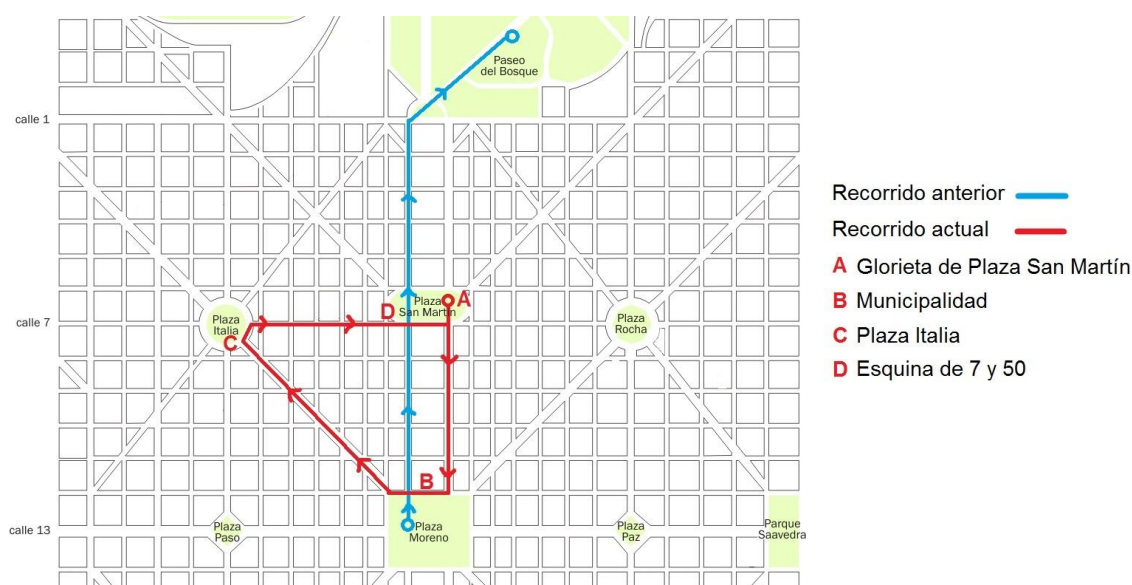 Paseo
del Bosque
calle 1
Recorrido anterior
Recorrido actual
A Glorieta de Plaza San Martín
B Municipalidad
C Plaza Italia
D Esquina de 7 y 50
Plaza
San Martín
A
D
Plaza
Italia
C
calle 7
Plaza
Rocha
B
calle 13
Plaza
Paso
Plaza
Moreno
Plaza
Paz
Parque
Saavedra